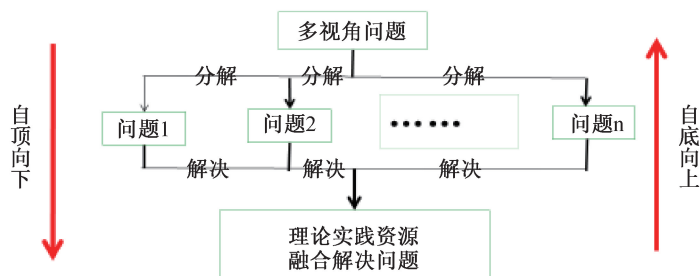 多视角问题
分解 分解 分解
自顶向下
问题1 问题2 …… 问题n
自底向上
解决 解决 解决
理论实践资源
融合解决问题